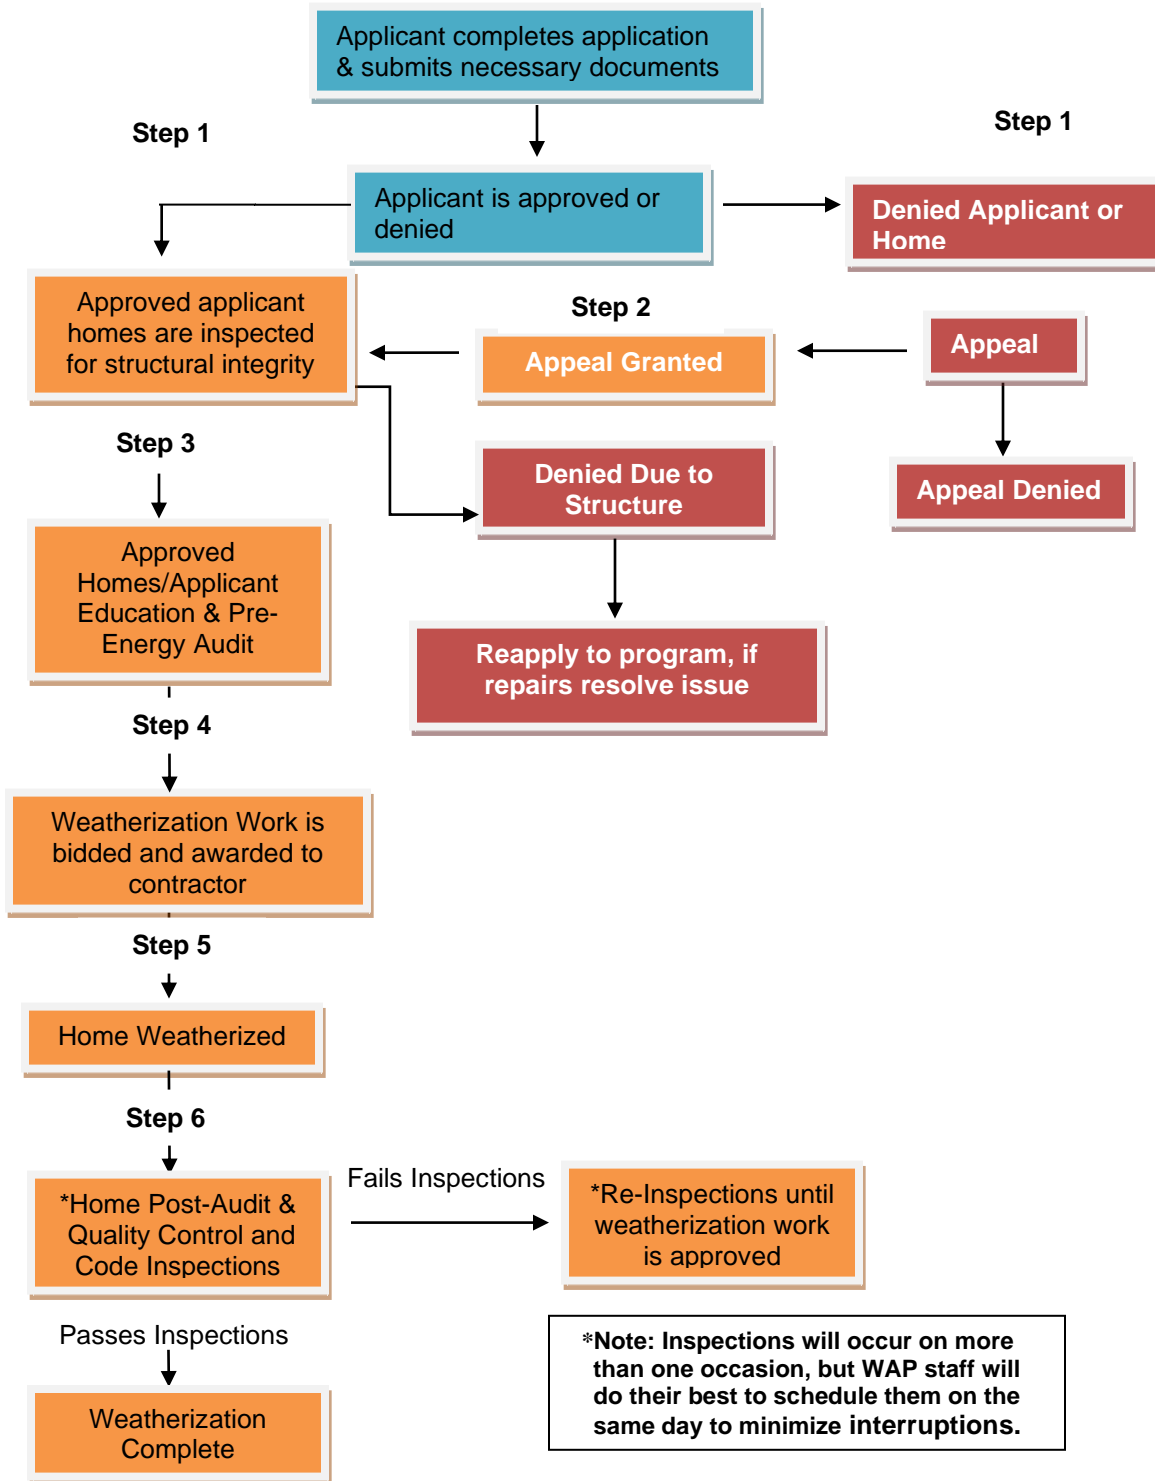 Applicant completes application
& submits necessary documents
Step 1
Step 1
Applicant is approved or
denied
Denied Applicant or
Home
Approved applicant
homes are inspected
for structural integrity
Step 2
Appeal Granted
Appeal
Step 3
Denied Due to
Structure
Appeal Denied
Approved
Homes/Applicant
Education & Pre-
Energy Audit
Reapply to program, if
repairs resolve issue
Step 4
Weatherization Work is
bidded and awarded to
contractor
Step 5
Home Weatherized
Step 6
*Home Post-Audit &
Quality Control and
Code Inspections
Fails Inspections
*Re-Inspections until
weatherization work
is approved
Passes Inspections
Weatherization
Complete
*Note: Inspections will occur on more
than one occasion, but WAP staff will
do their best to schedule them on the
same day to minimize interruptions.